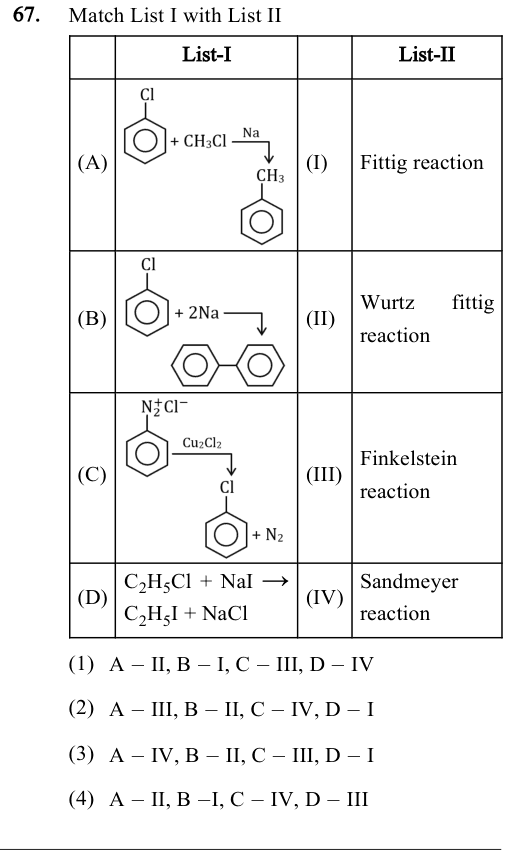 67. Match List I with List II
List-I List-II
(A)
Cl
+ CH₃Cl Na
CH₃
(I) Fittig reaction
(B)
Cl
+ 2Na
(II) Wurtz fittig
reaction
(C)
N₂⁺Cl⁻
Cu₂Cl₂
Cl
+ N₂
(III) Finkelstein
reaction
(D) C₂H₅Cl + NaI ⟶
C₂H₅I + NaCl
(IV) Sandmeyer
reaction
(1) A – II, B – I, C – III, D – IV
(2) A – III, B – II, C – IV, D – I
(3) A – IV, B – II, C – III, D – I
(4) A – II, B –I, C – IV, D – III